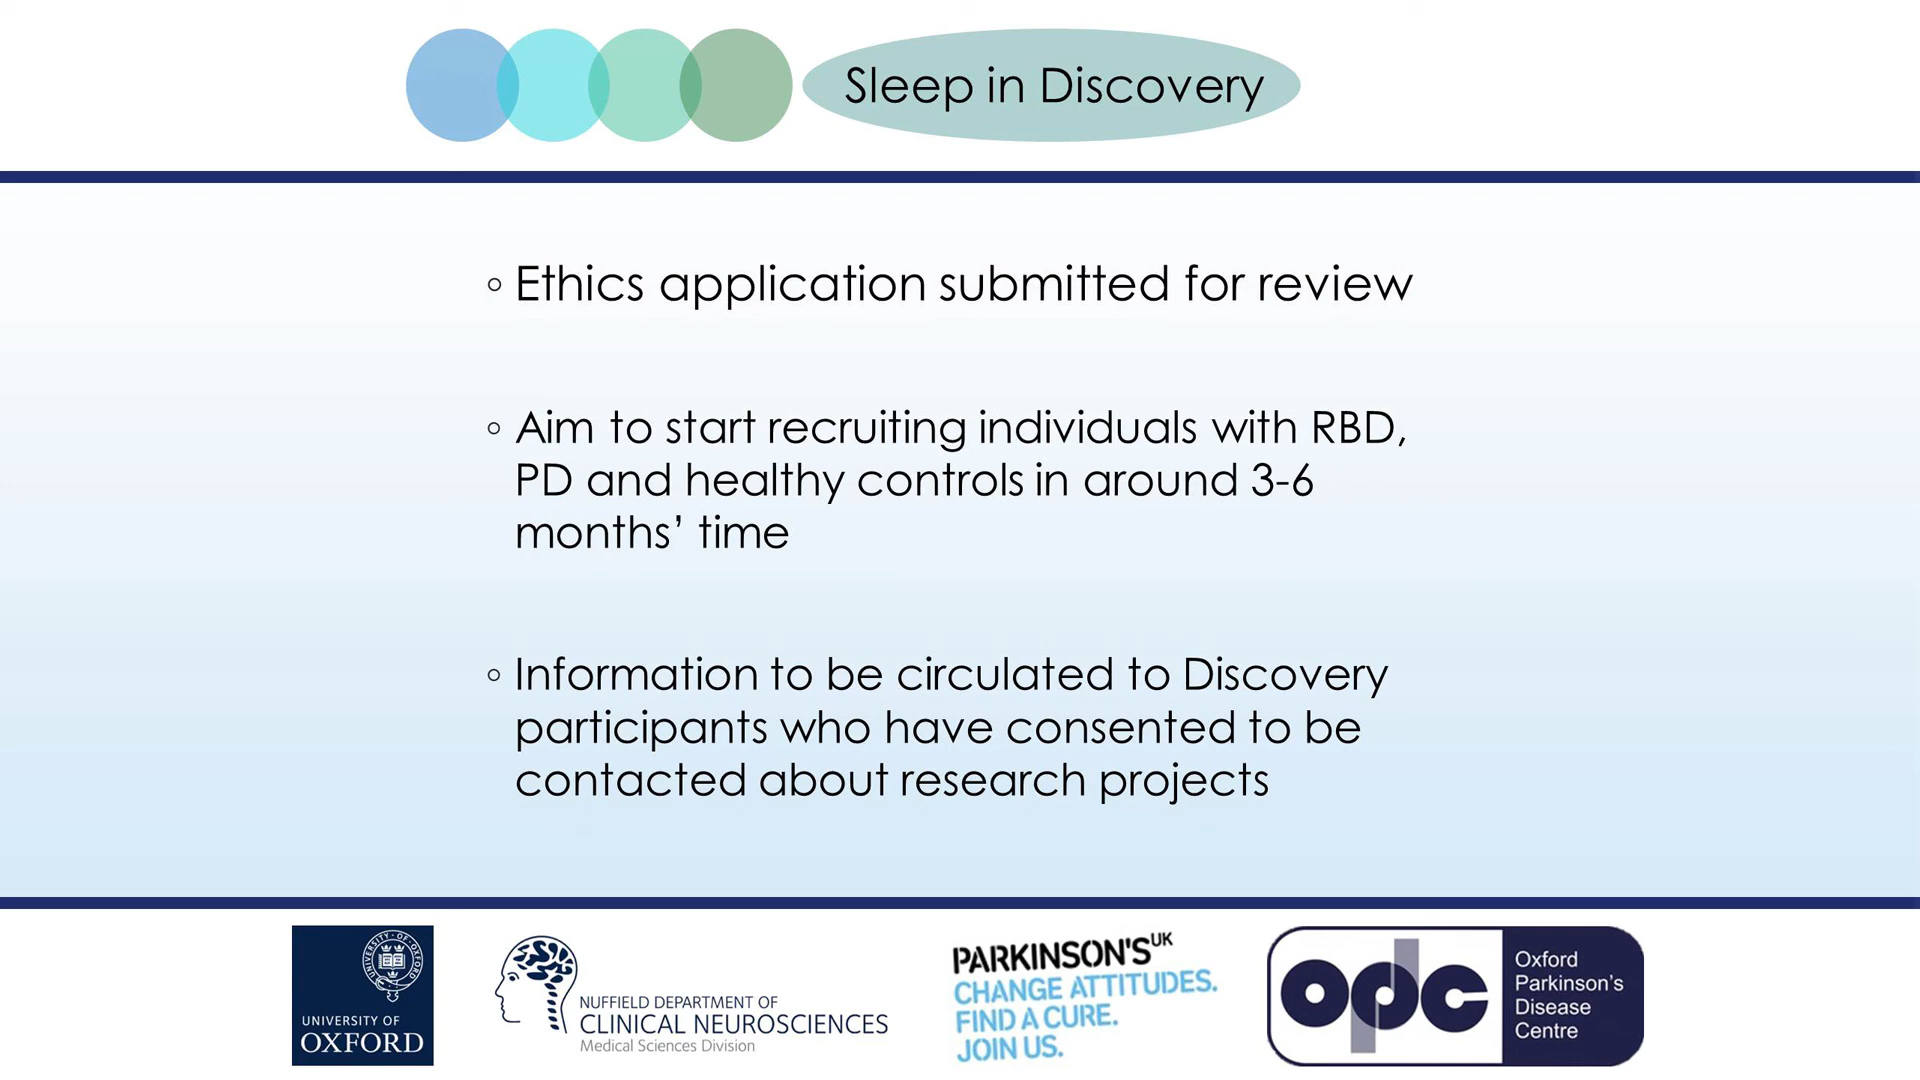 Sleep in Discovery
◦ Ethics application submitted for review
◦ Aim to start recruiting individuals with RBD,
PD and healthy controls in around 3-6
months’ time
◦ Information to be circulated to Discovery
participants who have consented to be
contacted about research projects
UNIVERSITY OF
OXFORD
UNIVERSITY·OF·OXFORD
NUFFIELD DEPARTMENT OF
CLINICAL NEUROSCIENCES
Medical Sciences Division
PARKINSON'S UK
CHANGE ATTITUDES.
FIND A CURE.
JOIN US.
opdc
Oxford
Parkinson's
Disease
Centre